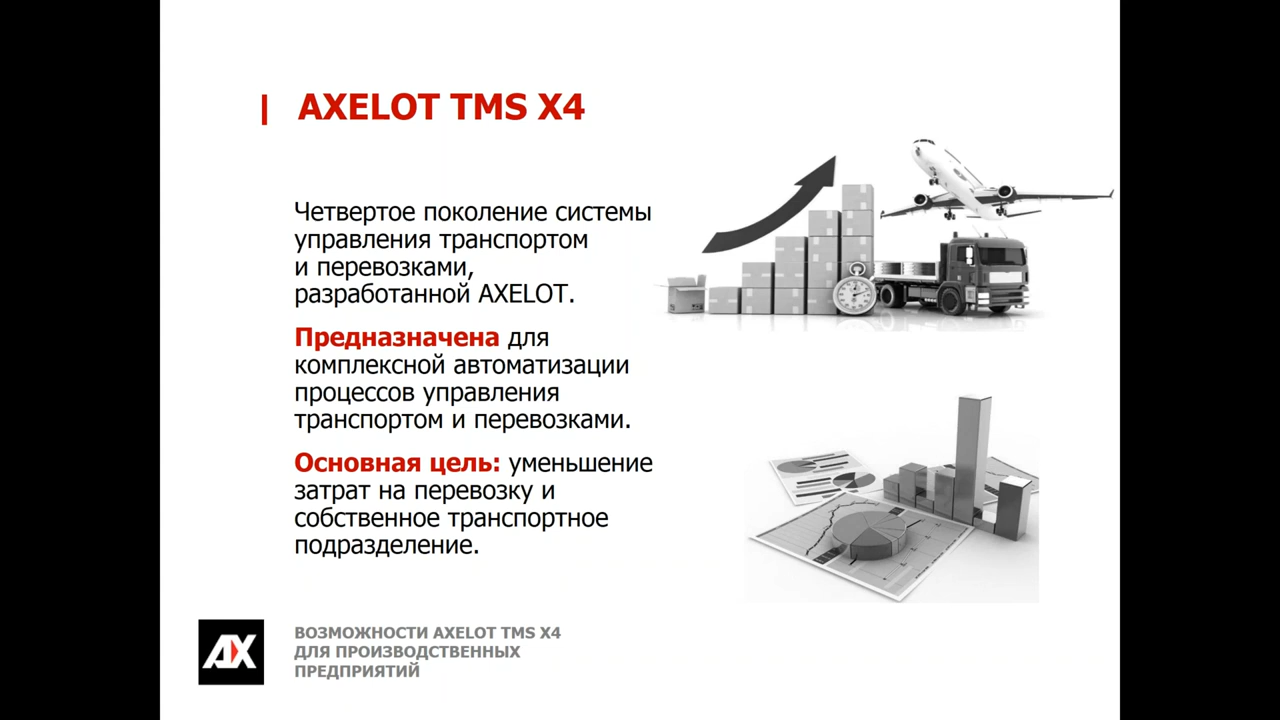 AXELOT TMS X4
Четвертое поколение системы
управления транспортом
и перевозками,
разработанной AXELOT.
Предназначена для
комплексной автоматизации
процессов управления
транспортом и перевозками.
Основная цель: уменьшение
затрат на перевозку и
собственное транспортное
подразделение.
AX
ВОЗМОЖНОСТИ AXELOT TMS X4
ДЛЯ ПРОИЗВОДСТВЕННЫХ
ПРЕДПРИЯТИЙ